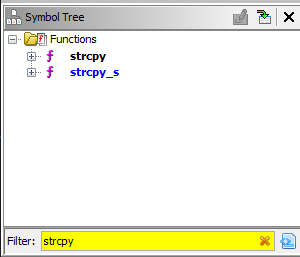 Symbol Tree
Functions
strcpy
strcpy_s
Filter: strcpy